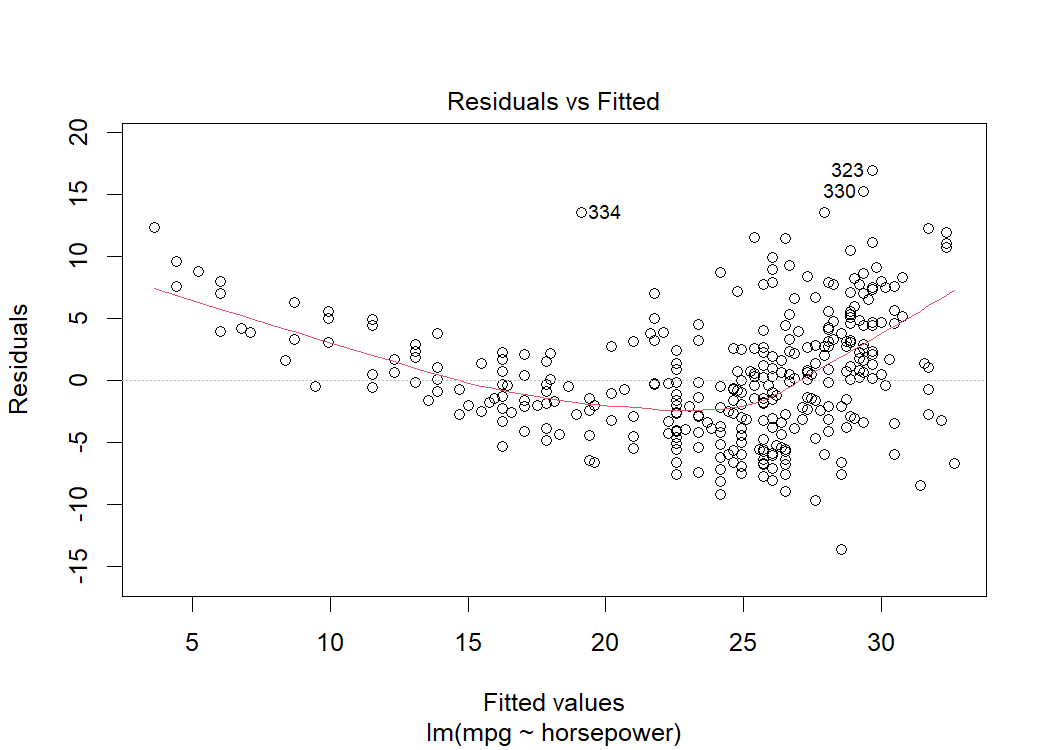 Residuals vs Fitted
20
15
10
5
0
-5
-10
-15
Residuals
323
330
334
5 10 15 20 25 30
Fitted values
lm(mpg ~ horsepower)